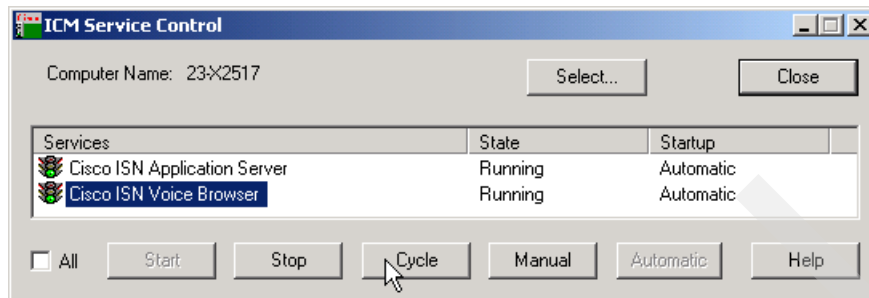 ICM Service Control
Computer Name: 23-X2517 Select... Close
Services State Startup
Cisco ISN Application Server Running Automatic
Cisco ISN Voice Browser Running Automatic
All Start Stop Cycle Manual Automatic Help